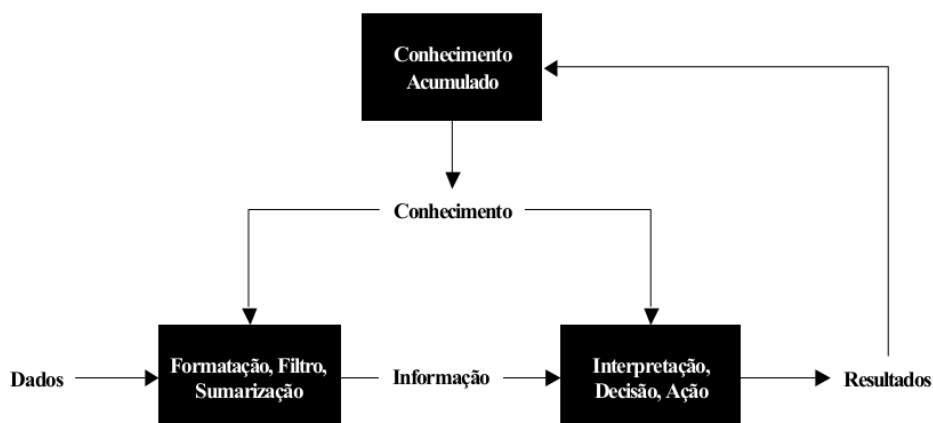 Conhecimento
Acumulado
Conhecimento
Dados
Formatação, Filtro,
Sumarização
Informação
Interpretação,
Decisão, Ação
Resultados